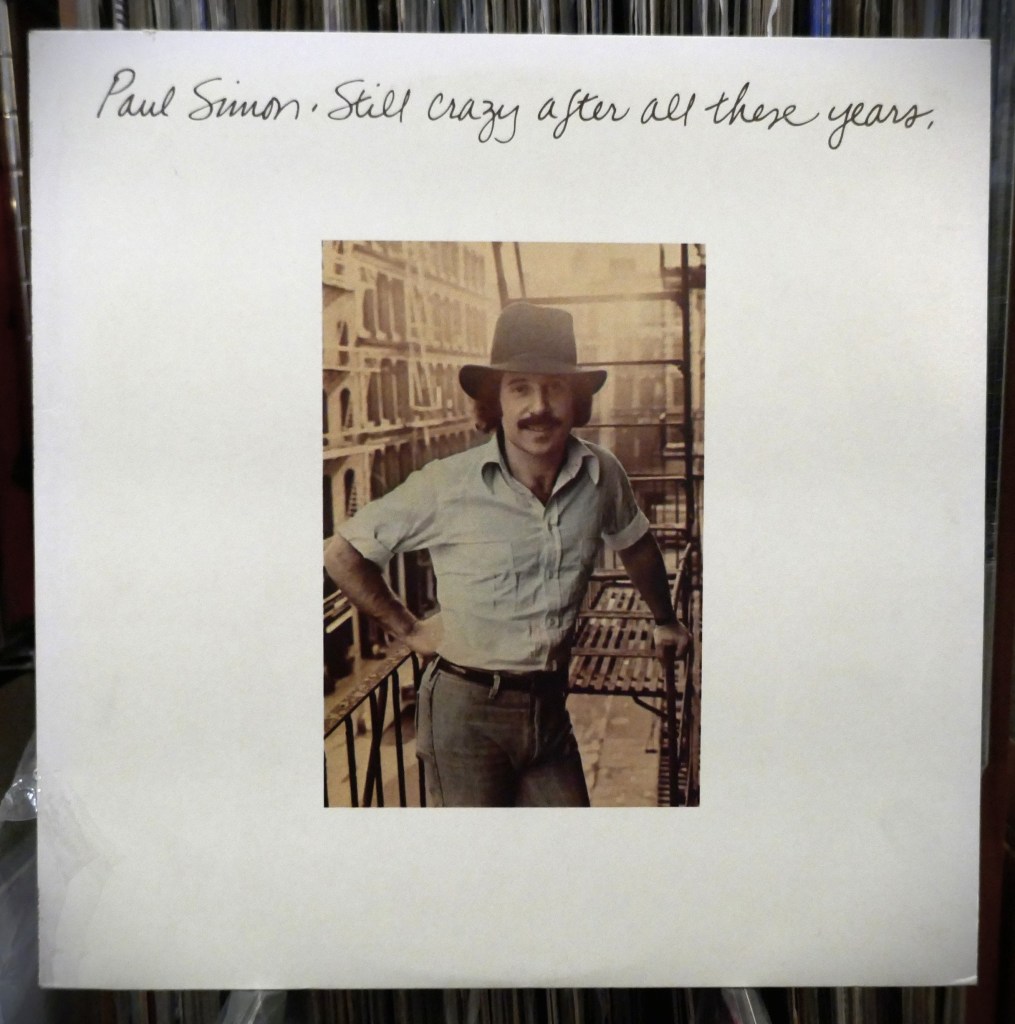 Paul Simon. Still crazy after all these years.